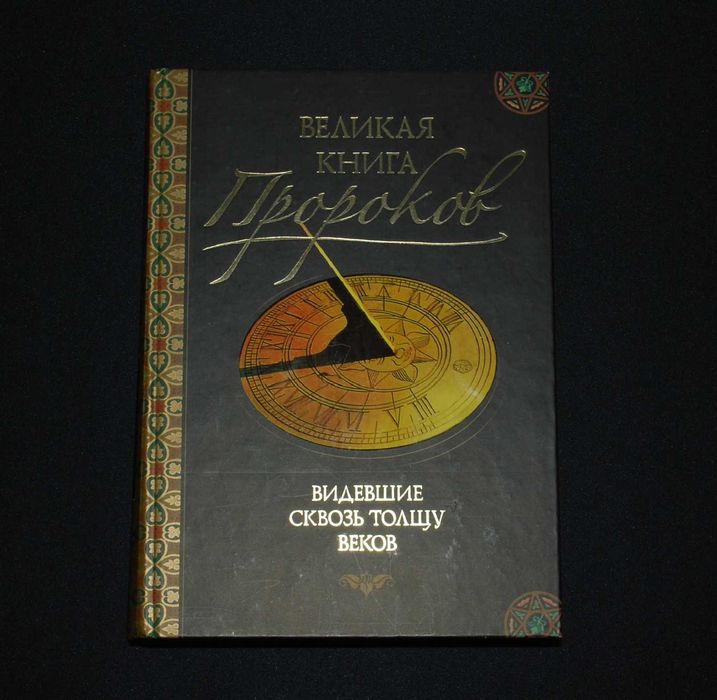 ВЕЛИКАЯ
КНИГА
Пророков
ВИДЕВШИЕ
СКВОЗЬ ТОЛЩУ
ВЕКОВ